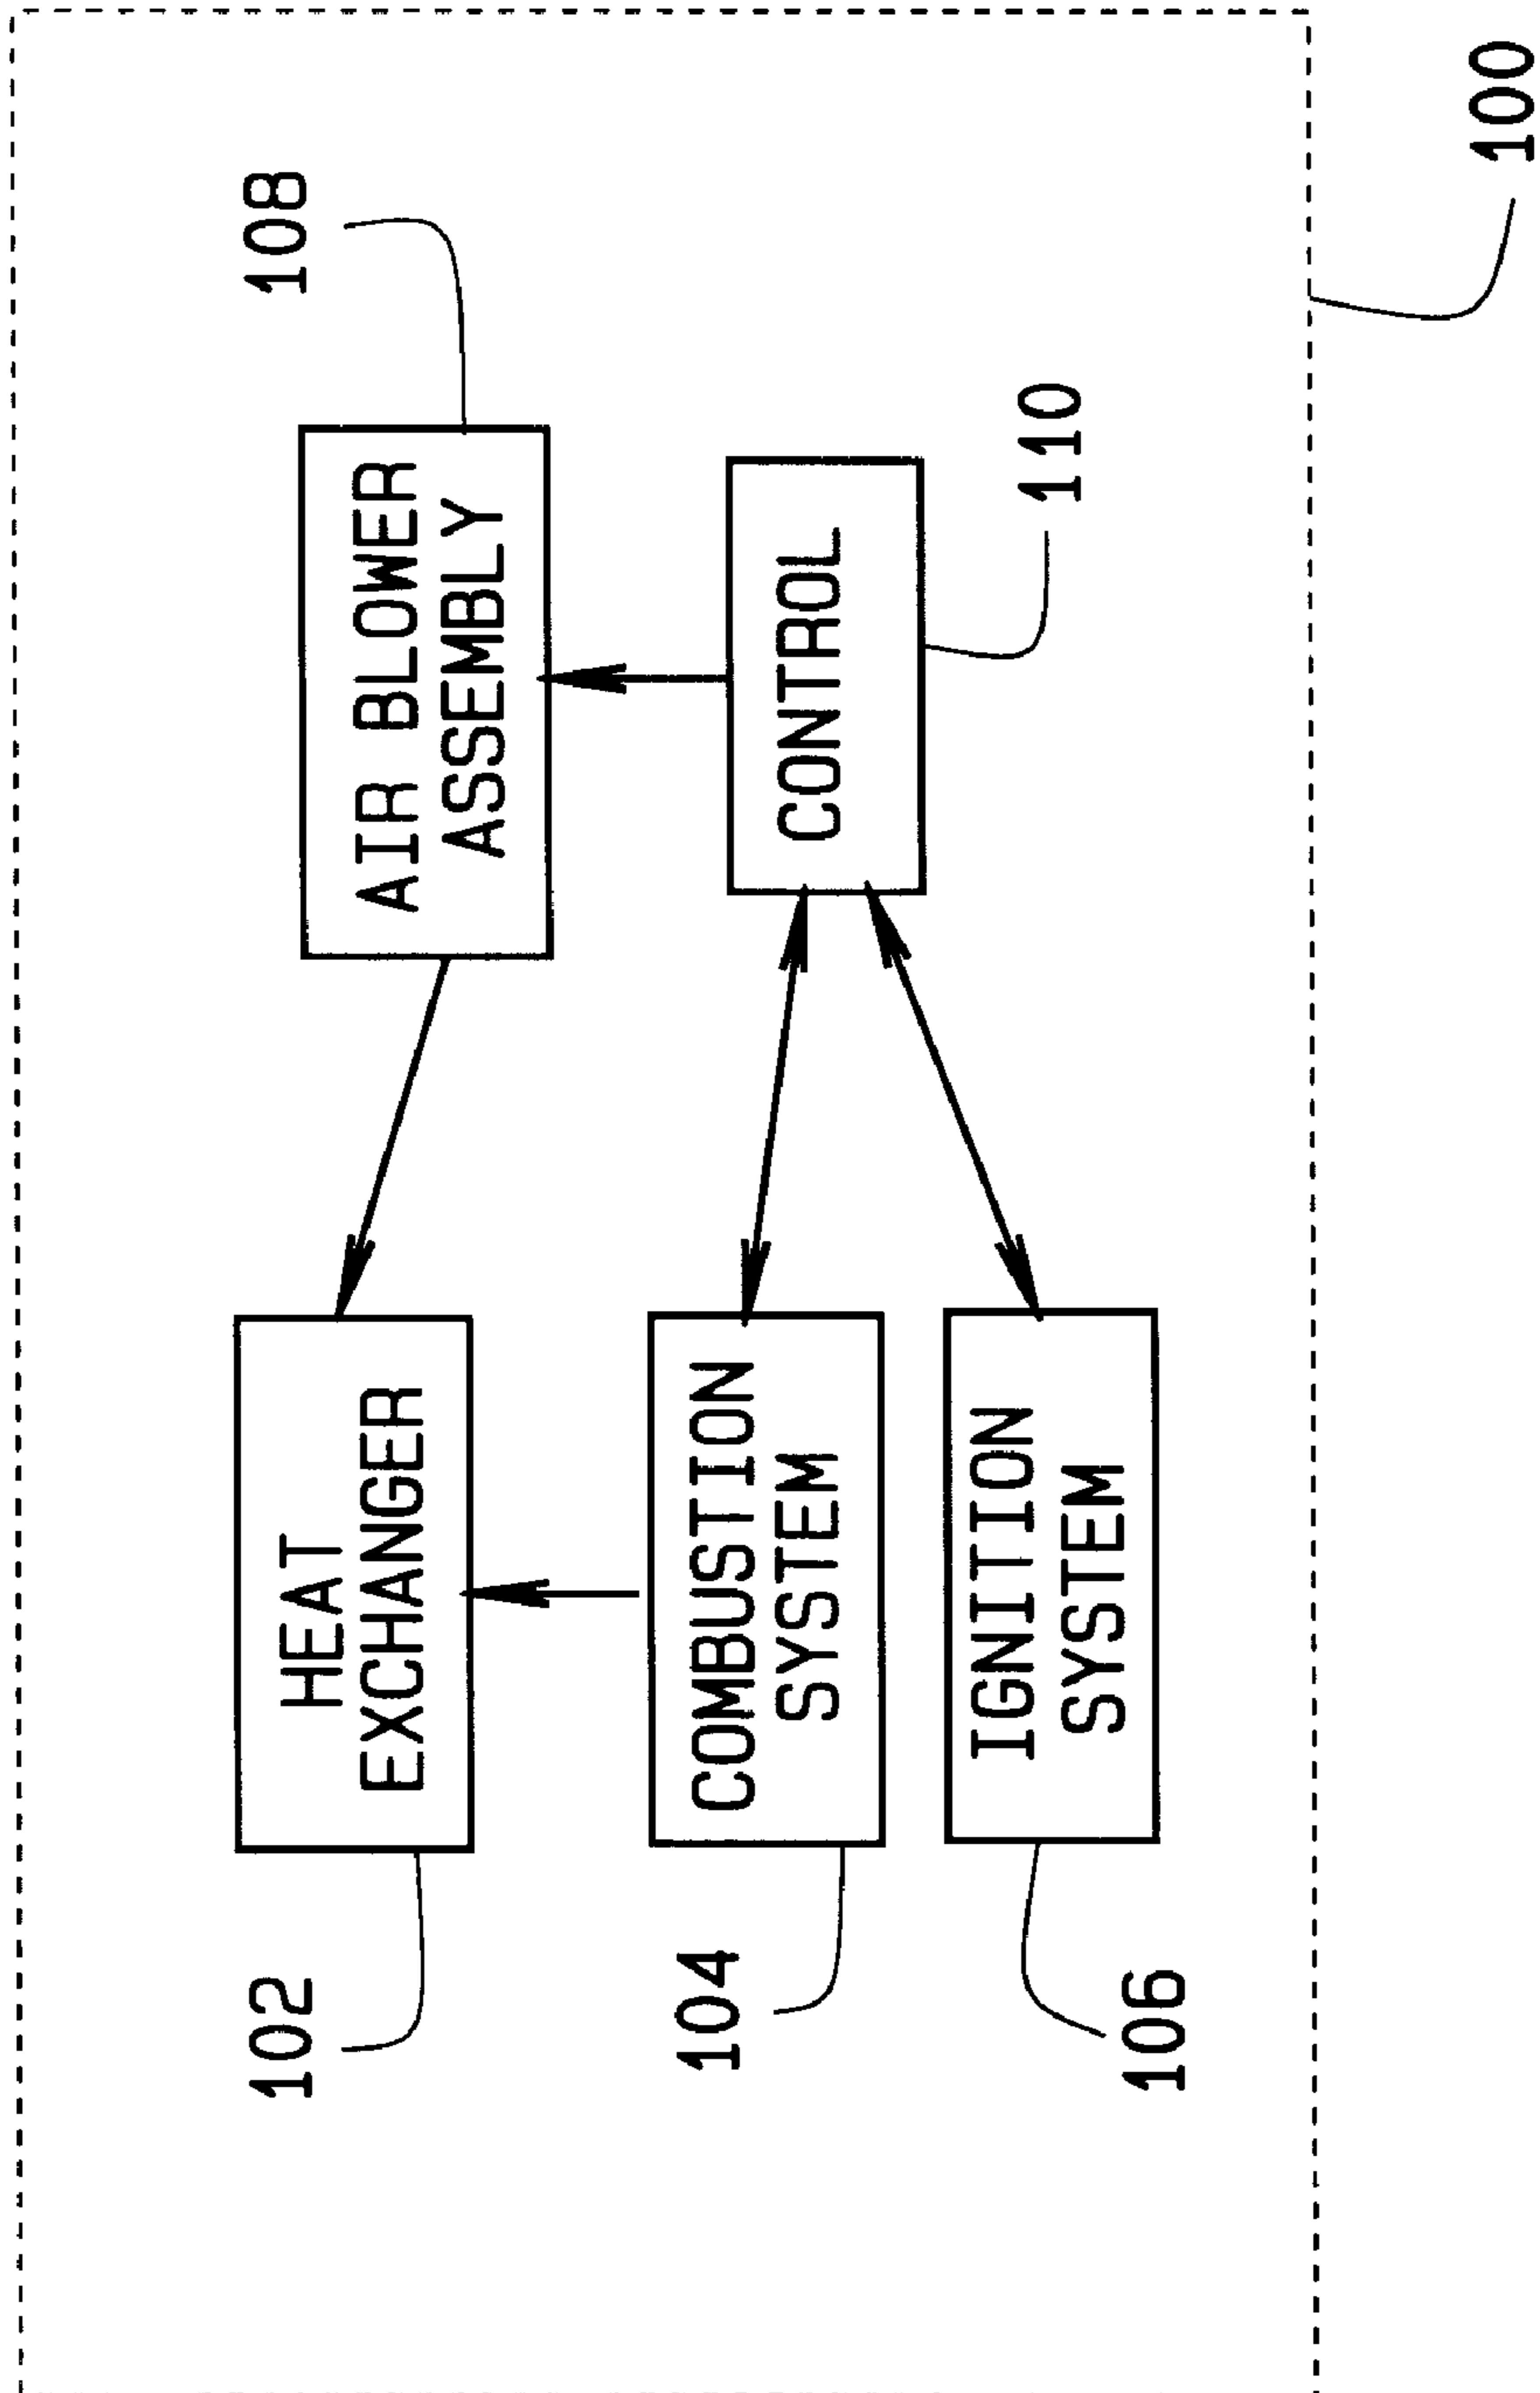 102
HEAT
EXCHANGER
AIR BLOWER
ASSEMBLY
108
104
COMBUSTION
SYSTEM
CONTROL
110
106
IGNITION
SYSTEM
100